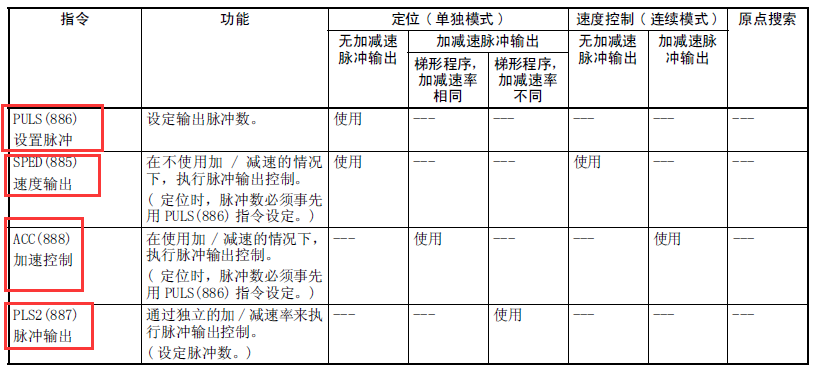 指令
功能
定位 ( 单独模式 )
速度控制 ( 连续模式 )
原点搜索
无加减速
脉冲输出
加减速脉冲输出
无加减速
脉冲输出
加减速脉
冲输出
梯形程序，
加减速率
相同
梯形程序，
加减速率
不同
PULS(886)
设置脉冲
设定输出脉冲数。
使用
---
---
---
---
---
SPED(885)
速度输出
在不使用加 / 减速的情况
下，执行脉冲输出控制。
( 定位时，脉冲数必须事先
用 PULS(886) 指令设定。)
使用
---
---
使用
---
---
ACC(888)
加速控制
在使用加 / 减速的情况下，
执行脉冲输出控制。
( 定位时，脉冲数必须事先
用 PULS(886) 指令设定。)
---
使用
---
---
使用
---
PLS2(887)
脉冲输出
通过独立的加 / 减速率来执
行脉冲输出控制。
( 设定脉冲数。)
---
---
使用
---
---
---